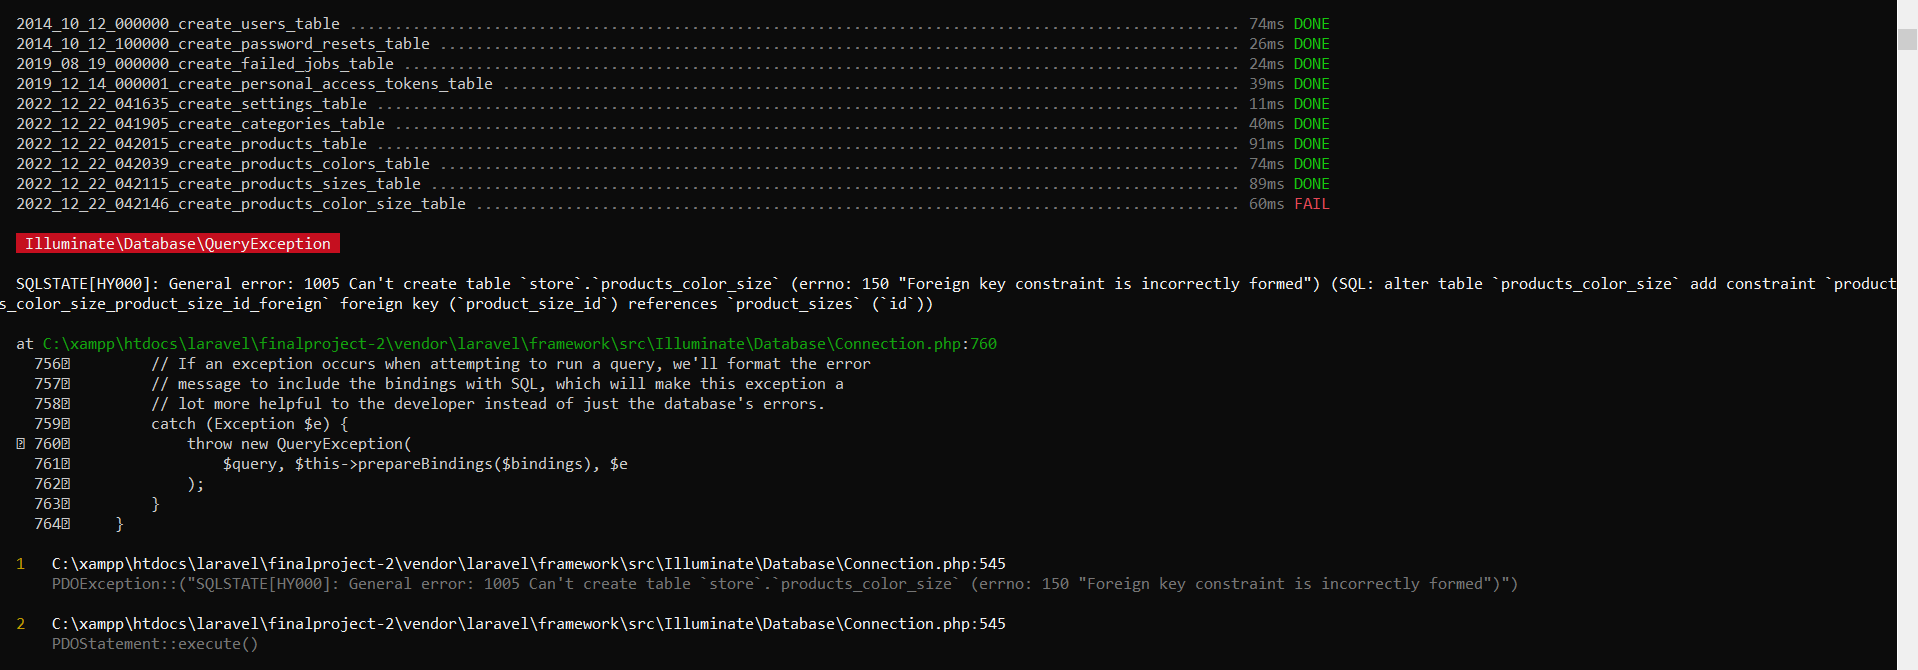 2014_10_12_000000_create_users_table ................................................................................................... 74ms DONE
2014_10_12_100000_create_password_resets_table ......................................................................................... 26ms DONE
2019_08_19_000000_create_failed_jobs_table ............................................................................................. 24ms DONE
2019_12_14_000001_create_personal_access_tokens_table .................................................................................. 39ms DONE
2022_12_22_041635_create_settings_table ................................................................................................ 11ms DONE
2022_12_22_041905_create_categories_table .............................................................................................. 40ms DONE
2022_12_22_042015_create_products_table ................................................................................................ 91ms DONE
2022_12_22_042039_create_products_colors_table ......................................................................................... 74ms DONE
2022_12_22_042115_create_products_sizes_table .......................................................................................... 89ms DONE
2022_12_22_042146_create_products_color_size_table ..................................................................................... 60ms FAIL
Illuminate\Database\QueryException
SQLSTATE[HY000]: General error: 1005 Can't create table `store`.`products_color_size` (errno: 150 "Foreign key constraint is incorrectly formed") (SQL: alter table `products_color_size` add constraint `product
s_color_size_product_size_id_foreign` foreign key (`product_size_id`) references `product_sizes` (`id`))
at C:\xampp\htdocs\laravel\finalproject-2\vendor\laravel\framework\src\Illuminate\Database\Connection.php:760
756 // If an exception occurs when attempting to run a query, we'll format the error
757 // message to include the bindings with SQL, which will make this exception a
758 // lot more helpful to the developer instead of just the database's errors.
759 catch (Exception $e) {
760 throw new QueryException(
761 $query, $this->prepareBindings($bindings), $e
762 );
763 }
764 }
1 C:\xampp\htdocs\laravel\finalproject-2\vendor\laravel\framework\src\Illuminate\Database\Connection.php:545
PDOException::("SQLSTATE[HY000]: General error: 1005 Can't create table `store`.`products_color_size` (errno: 150 "Foreign key constraint is incorrectly formed")")
2 C:\xampp\htdocs\laravel\finalproject-2\vendor\laravel\framework\src\Illuminate\Database\Connection.php:545
PDOStatement::execute()